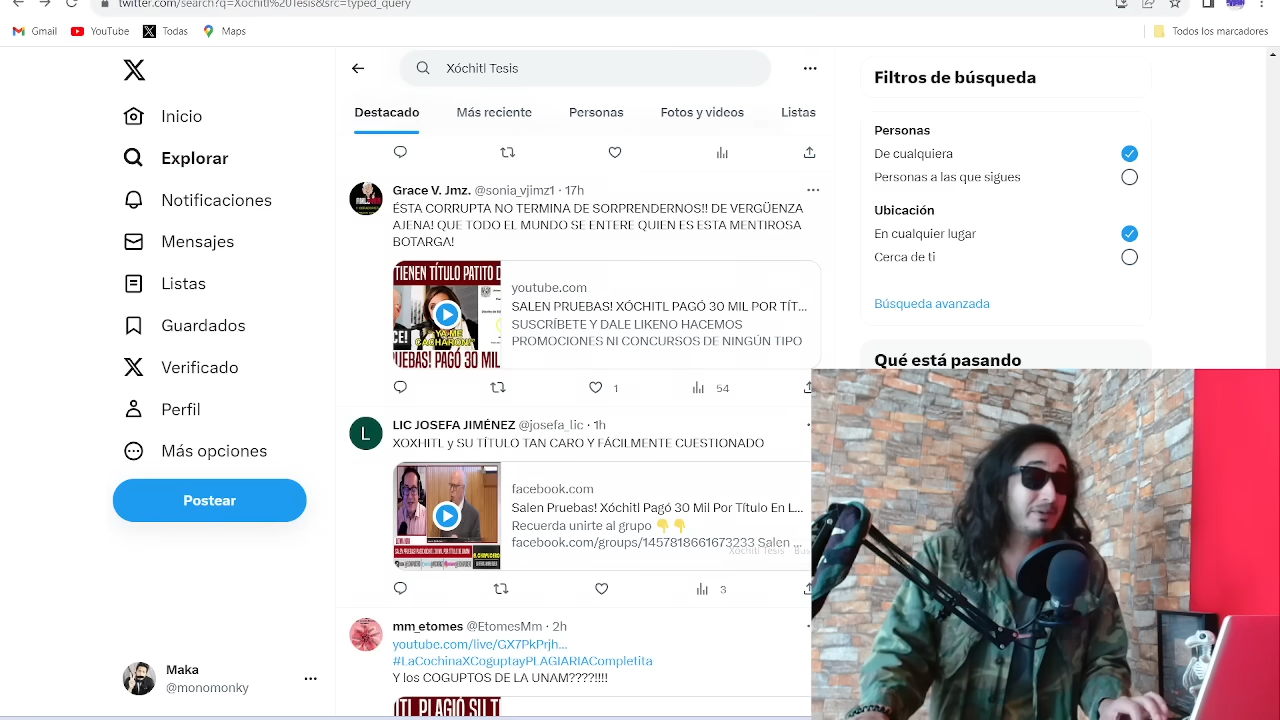 twitter.com/search?q=Xóchitl%20Tesis&src=typed_query
Gmail
YouTube
Todas
Maps
Todos los marcadores
Inicio
Explorar
Notificaciones
Mensajes
Listas
Guardados
Verificado
Perfil
Más opciones
Postear
Maka
@monomonky
Xóchitl Tesis
Destacado
Más reciente
Personas
Fotos y videos
Listas
Grace V. Jmz. @sonia_vjimz1 · 17h
ÉSTA CORRUPTA NO TERMINA DE SORPRENDERNOS!! DE VERGÜENZA
AJENA! QUE TODO EL MUNDO SE ENTERE QUIEN ES ESTA MENTIROSA
BOTARGA!
TIENEN TÍTULO PATITO D
"YA ME
CACHARON!"
UEBAS! PAGÓ 30 MIL
youtube.com
SALEN PRUEBAS! XÓCHITL PAGÓ 30 MIL POR TÍT...
SUSCRÍBETE Y DALE LIKENO HACEMOS
PROMOCIONES NI CONCURSOS DE NINGÚN TIPO
1
54
L
LIC JOSEFA JIMÉNEZ @josefa_lic · 1h
XOXHITL y SU TÍTULO TAN CARO Y FÁCILMENTE CUESTIONADO
facebook.com
Salen Pruebas! Xóchitl Pagó 30 Mil Por Título En L...
Recuerda unirte al grupo 👇👇
facebook.com/groups/1457818661673233 Salen ...
3
mm_etomes @EtomesMm · 2h
youtube.com/live/GX7PkPrjh...
#LaCochinaXCoguptayPLAGIARIACompletita
Y los COGUPTOS DE LA UNAM????!!!!
Filtros de búsqueda
Personas
De cualquiera
Personas a las que sigues
Ubicación
En cualquier lugar
Cerca de ti
Búsqueda avanzada
Qué está pasando